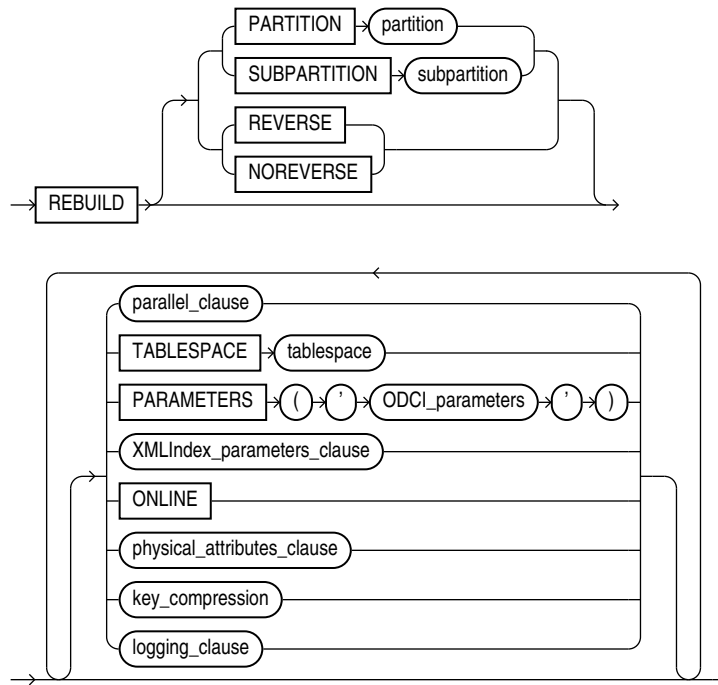 PARTITION partition
SUBPARTITION subpartition
REVERSE
NOREVERSE
REBUILD
parallel_clause
TABLESPACE tablespace
PARAMETERS ( ' ODCI_parameters ' )
XMLIndex_parameters_clause
ONLINE
physical_attributes_clause
key_compression
logging_clause